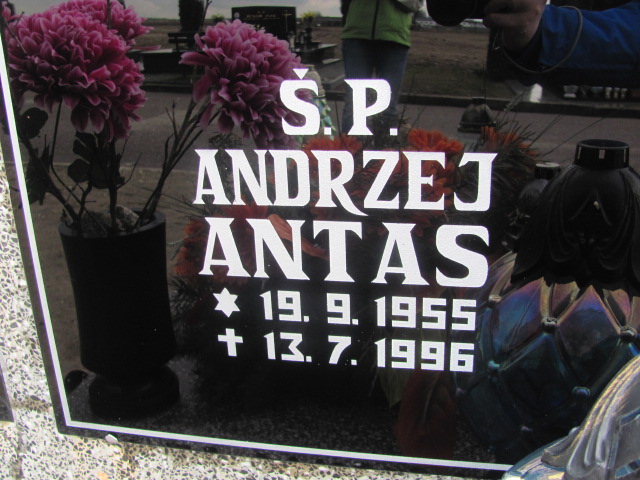 Ś. P.
ANDRZEJ
ANTAS
✶ 19. 9. 1955
✝ 13. 7. 1996